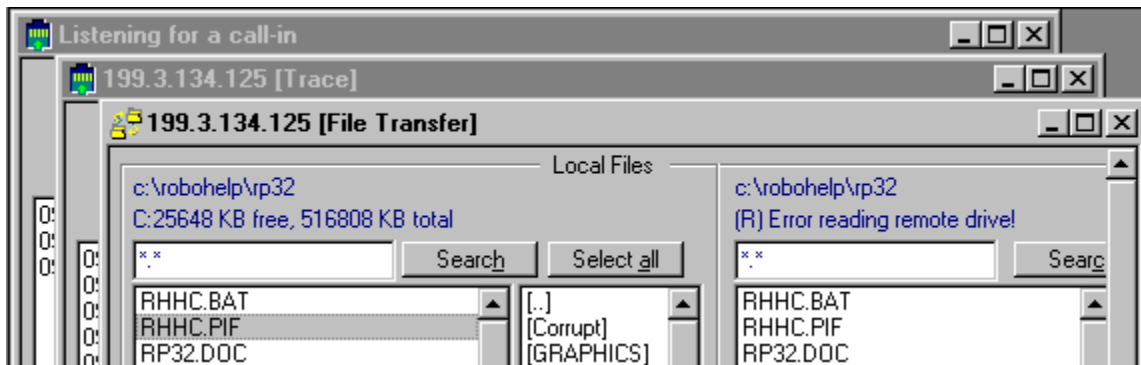 Listening for a call-in
199.3.134.125 [Trace]
199.3.134.125 [File Transfer]
Local Files
c:\robohelp\rp32
C:25648 KB free, 516808 KB total
*.*
Search
Select all
RHHC.BAT
RHHC.PIF
RP32.DOC
[..]
[Corrupt]
[GRAPHICS]
c:\robohelp\rp32
(R) Error reading remote drive!
*.*
Searc
RHHC.BAT
RHHC.PIF
RP32.DOC